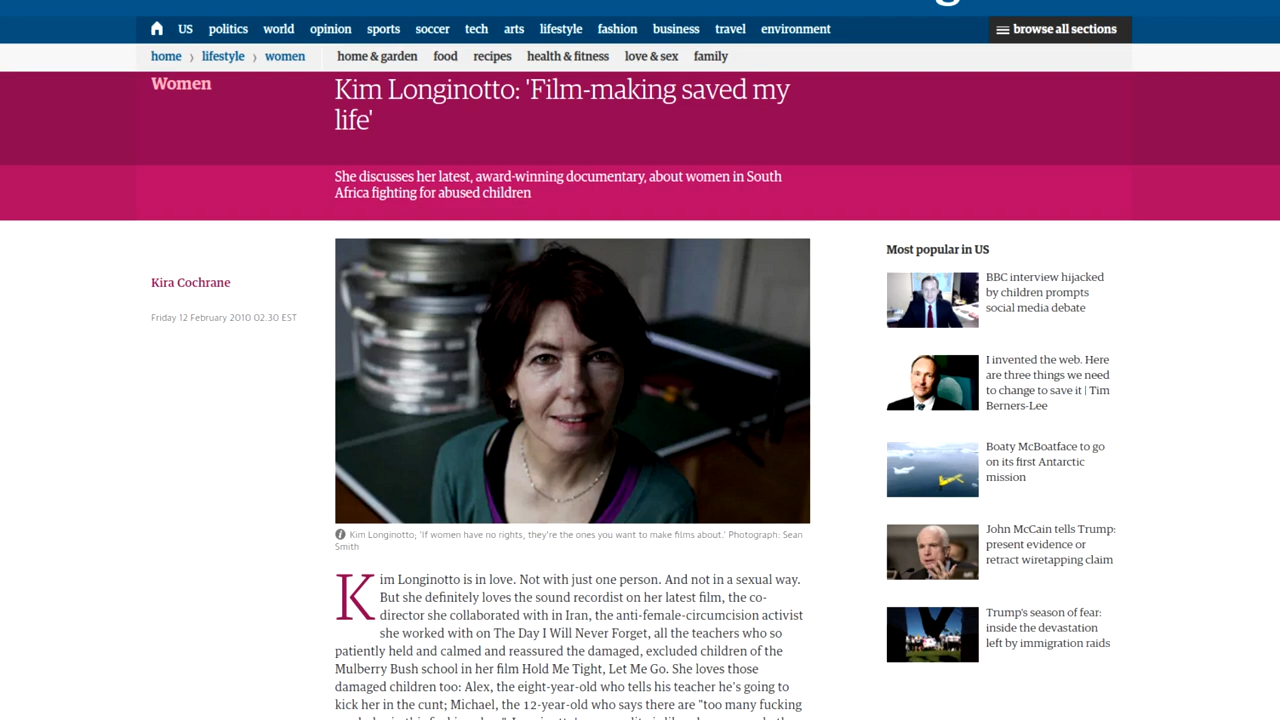 US politics world opinion sports soccer tech arts lifestyle fashion business travel environment browse all sections
home › lifestyle › women home & garden food recipes health & fitness love & sex family
Women
Kim Longinotto: 'Film-making saved my
life'
She discusses her latest, award-winning documentary, about women in South
Africa fighting for abused children
Kira Cochrane
Friday 12 February 2010 02.30 EST
Kim Longinotto; 'If women have no rights, they're the ones you want to make films about.' Photograph: Sean
Smith
Kim Longinotto is in love. Not with just one person. And not in a sexual way.
But she definitely loves the sound recordist on her latest film, the co-
director she collaborated with in Iran, the anti-female-circumcision activist
she worked with on The Day I Will Never Forget, all the teachers who so
patiently held and calmed and reassured the damaged, excluded children of the
Mulberry Bush school in her film Hold Me Tight, Let Me Go. She loves those
damaged children too: Alex, the eight-year-old who tells his teacher he's going to
kick her in the cunt; Michael, the 12-year-old who says there are "too many fucking
Most popular in US
BBC interview hijacked
by children prompts
social media debate
I invented the web. Here
are three things we need
to change to save it | Tim
Berners-Lee
Boaty McBoatface to go
on its first Antarctic
mission
John McCain tells Trump:
present evidence or
retract wiretapping claim
Trump's season of fear:
inside the devastation
left by immigration raids